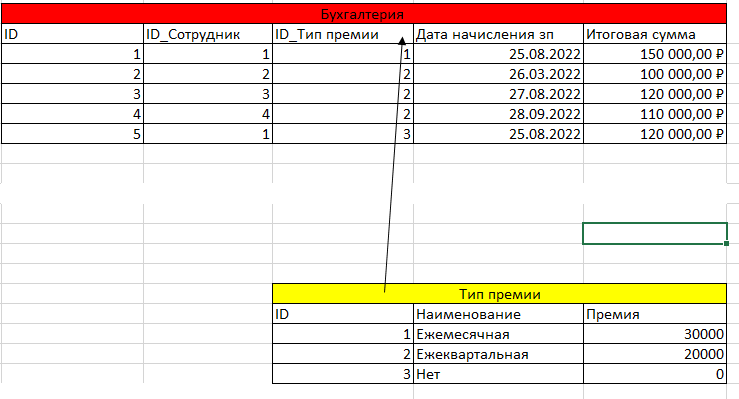 Бухгалтерия
ID ID_Сотрудник ID_Тип премии Дата начисления зп Итоговая сумма
1 1 1 25.08.2022 150 000,00 ₽
2 2 2 26.03.2022 100 000,00 ₽
3 3 2 27.08.2022 120 000,00 ₽
4 4 2 28.09.2022 110 000,00 ₽
5 1 3 25.08.2022 120 000,00 ₽
Тип премии
ID Наименование Премия
1 Ежемесячная 30000
2 Ежеквартальная 20000
3 Нет 0